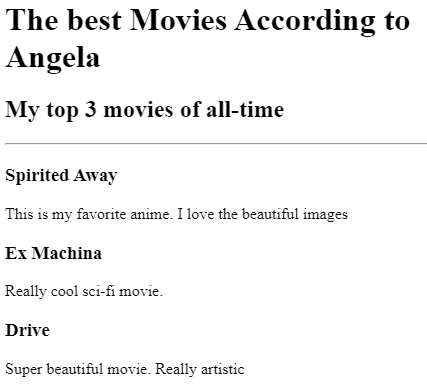 The best Movies According to
Angela
My top 3 movies of all-time
Spirited Away
This is my favorite anime. I love the beautiful images
Ex Machina
Really cool sci-fi movie.
Drive
Super beautiful movie. Really artistic